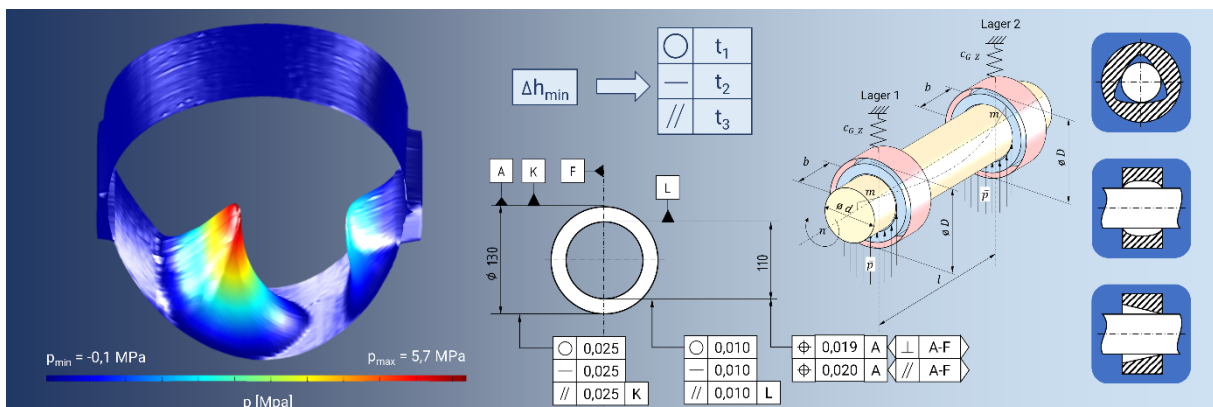 p_min = -0,1 MPa
p_max = 5,7 MPa
p [Mpa]
Δh_min
○ t₁
— t₂
// t₃
A
K
F
L
ø 130
110
○ 0,025
— 0,025
// 0,025 K
○ 0,010
— 0,010
// 0,010 L
⌖ 0,019 A ⊥ A-F
⌖ 0,020 A // A-F
Lager 2
c_G_Z
Lager 1
c_G_Z
b
b
m
m
ø D
ø D
ø d
n
p̄
p̄
l